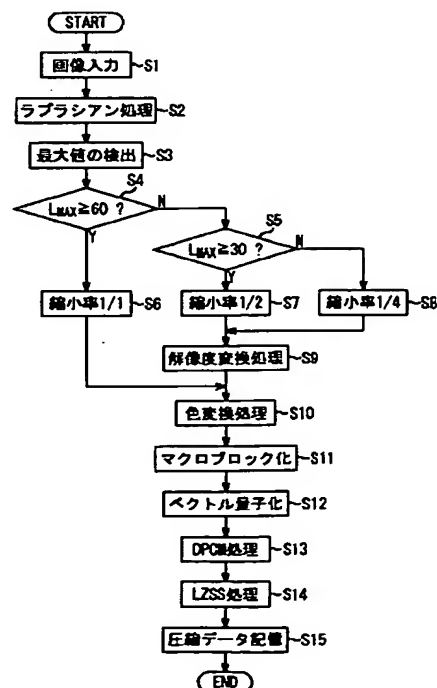 START
画像入力 S1
ラプラシアン処理 S2
最大値の検出 S3
S4
LMAX≧60 ? N
Y
S5
LMAX≧30 ? N
Y
縮小率1/1 S6
縮小率1/2 S7
縮小率1/4 S8
解像度変換処理 S9
色変換処理 S10
マクロブロック化 S11
ベクトル量子化 S12
DPCM処理 S13
LZSS処理 S14
圧縮データ記憶 S15
END